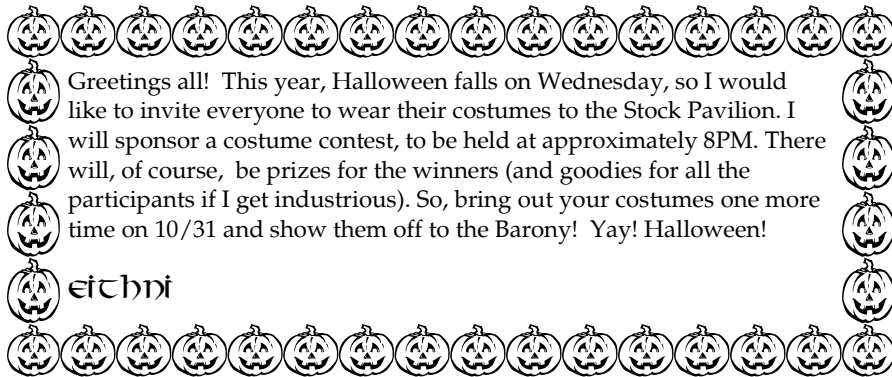 Greetings all!  This year, Halloween falls on Wednesday, so I would
like to invite everyone to wear their costumes to the Stock Pavilion. I
will sponsor a costume contest, to be held at approximately 8PM. There
will, of course,  be prizes for the winners (and goodies for all the
participants if I get industrious). So, bring out your costumes one more
time on 10/31 and show them off to the Barony!  Yay! Halloween!
Eithni